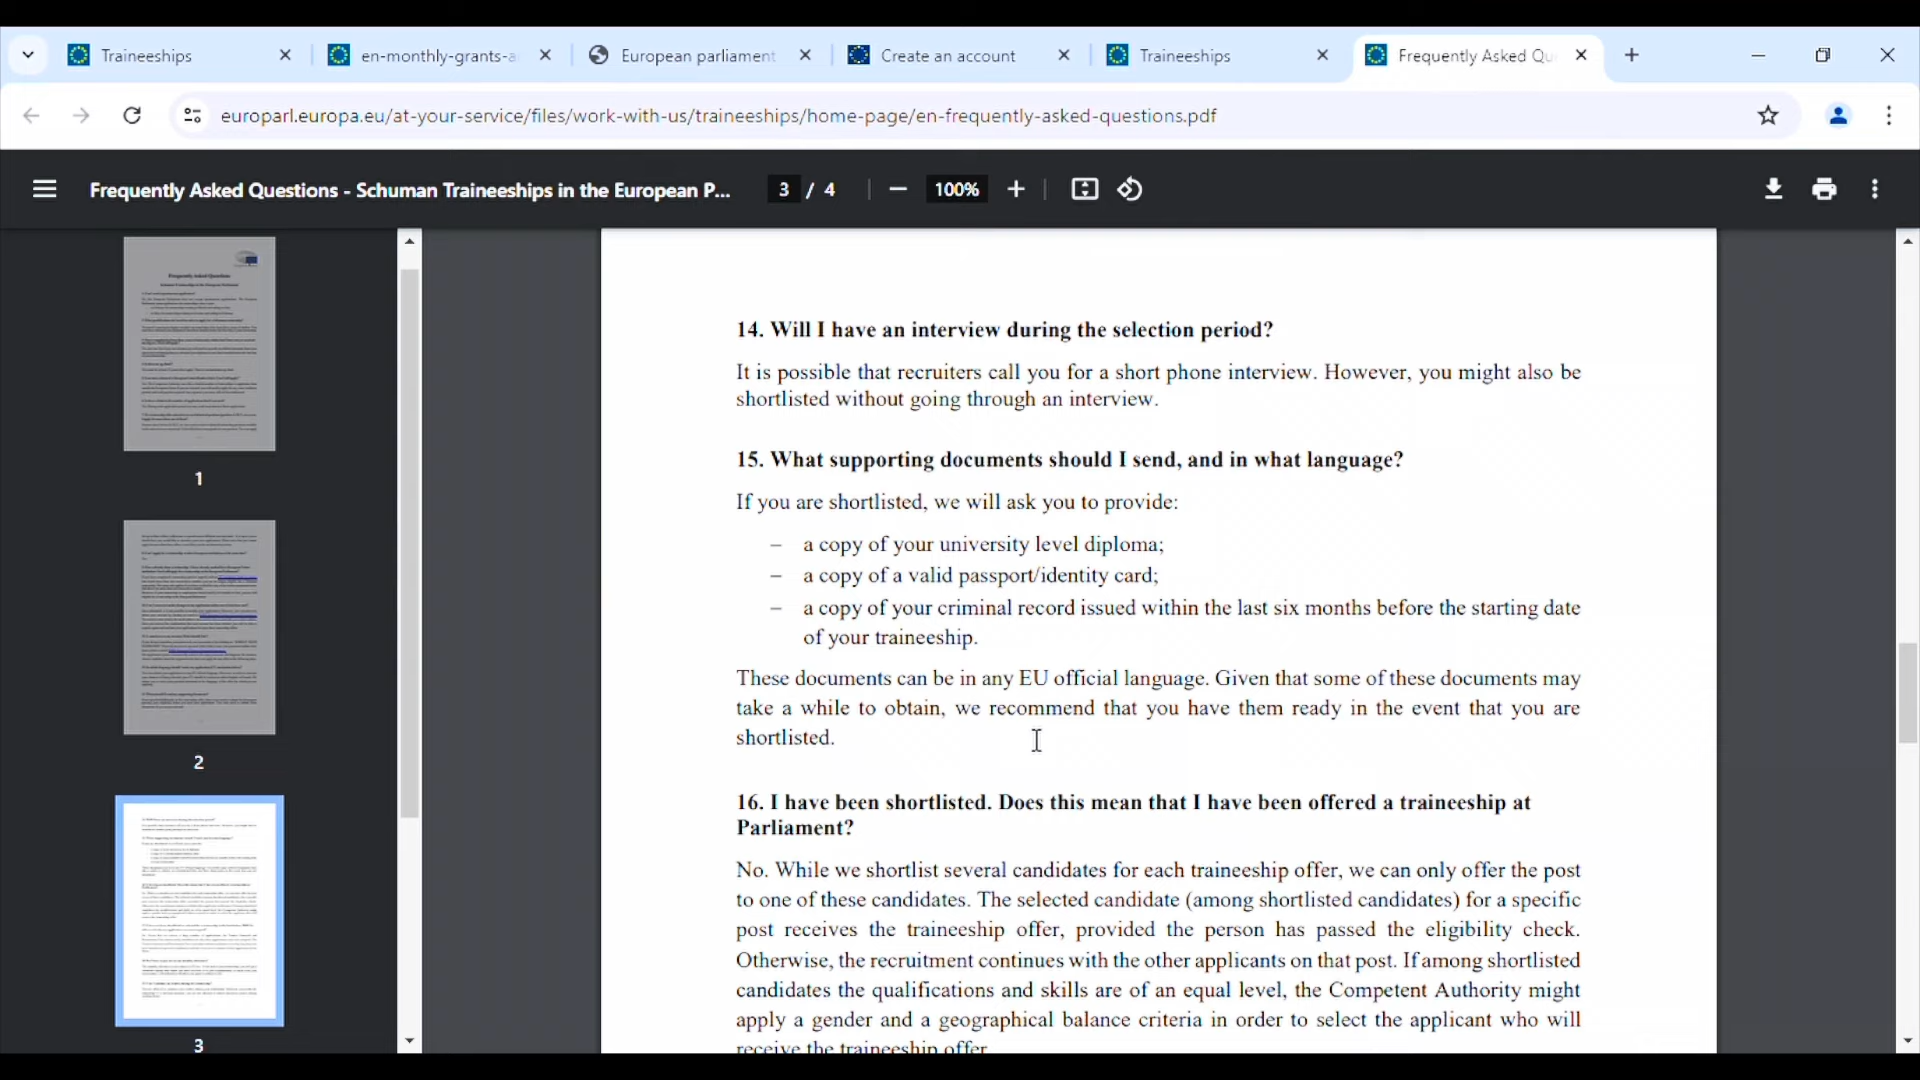 Traineeships
en-monthly-grants-a
European parliament
Create an account
Traineeships
Frequently Asked Qu
europarl.europa.eu/at-your-service/files/work-with-us/traineeships/home-page/en-frequently-asked-questions.pdf
Frequently Asked Questions - Schuman Traineeships in the European P...
3 / 4
100%
1
2
3
14. Will I have an interview during the selection period?
It is possible that recruiters call you for a short phone interview. However, you might also be
shortlisted without going through an interview.
15. What supporting documents should I send, and in what language?
If you are shortlisted, we will ask you to provide:
– a copy of your university level diploma;
– a copy of a valid passport/identity card;
– a copy of your criminal record issued within the last six months before the starting date
of your traineeship.
These documents can be in any EU official language. Given that some of these documents may
take a while to obtain, we recommend that you have them ready in the event that you are
shortlisted.
16. I have been shortlisted. Does this mean that I have been offered a traineeship at
Parliament?
No. While we shortlist several candidates for each traineeship offer, we can only offer the post
to one of these candidates. The selected candidate (among shortlisted candidates) for a specific
post receives the traineeship offer, provided the person has passed the eligibility check.
Otherwise, the recruitment continues with the other applicants on that post. If among shortlisted
candidates the qualifications and skills are of an equal level, the Competent Authority might
apply a gender and a geographical balance criteria in order to select the applicant who will
receive the traineeship offer